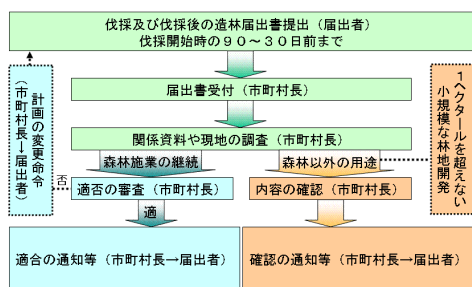 伐採及び伐採後の造林届出書提出（届出者）
伐採開始時の９０～３０日前まで
届出書受付（市町村長）
関係資料や現地の調査（市町村長）
森林施業の継続
森林以外の用途
１ヘクタールを超えない
小規模な林地開発
計画の変更命令
（市町村長→届出者）
否
適否の審査（市町村長）
内容の確認（市町村長）
適
適合の通知等（市町村長→届出者）
確認の通知等（市町村長→届出者）